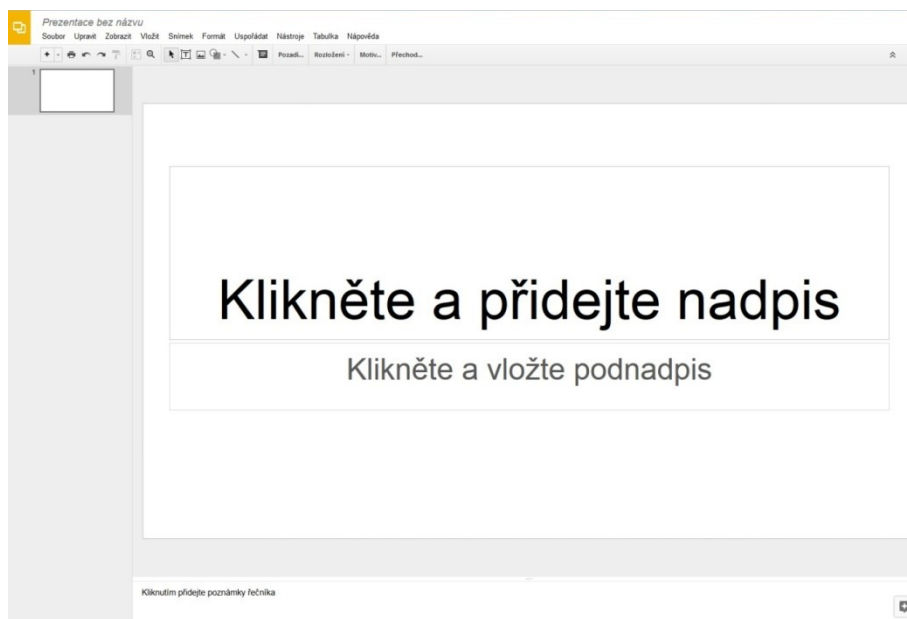 Prezentace bez názvu
Soubor Upravit Zobrazit Vložit Snímek Formát Uspořádat Nástroje Tabulka Nápověda
Pozadí... Rozložení Motiv... Přechod...
1
Klikněte a přidejte nadpis
Klikněte a vložte podnadpis
Kliknutím přidejte poznámky řečníka